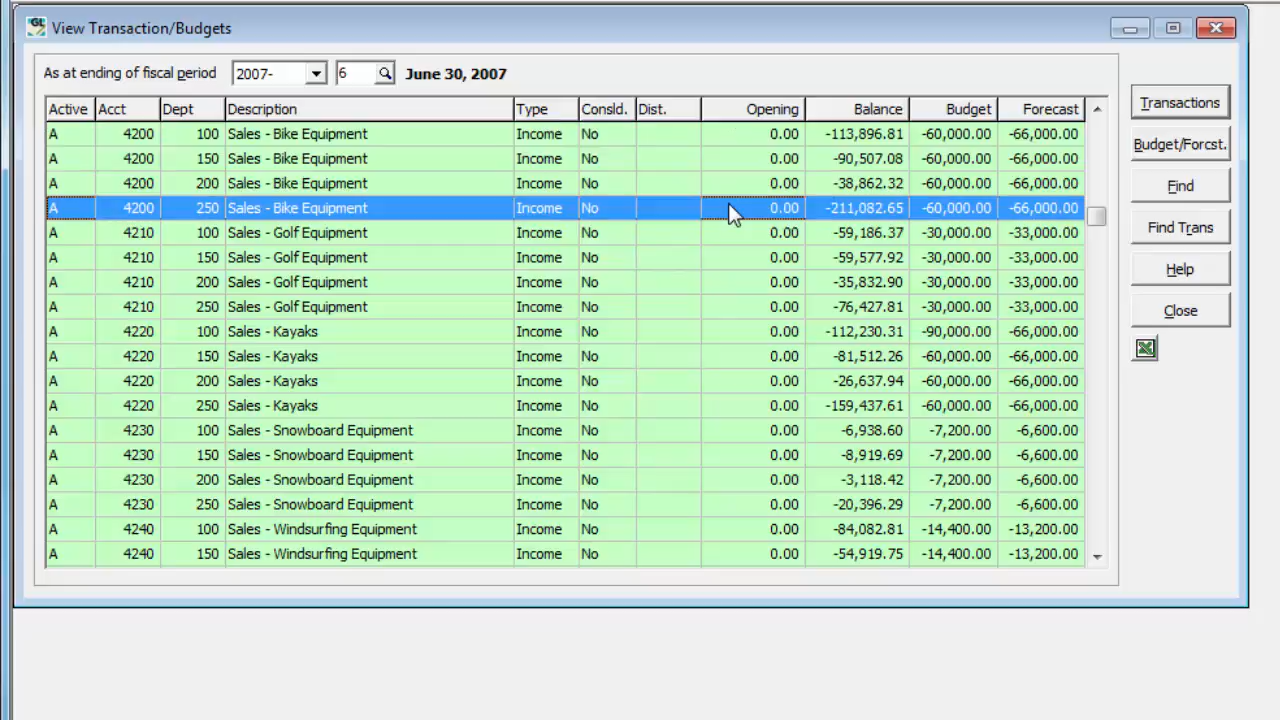 GL View Transaction/Budgets
As at ending of fiscal period 2007- 6 June 30, 2007
Active Acct Dept Description Type Consld. Dist. Opening Balance Budget Forecast
A 4200 100 Sales - Bike Equipment Income No 0.00 -113,896.81 -60,000.00 -66,000.00
A 4200 150 Sales - Bike Equipment Income No 0.00 -90,507.08 -60,000.00 -66,000.00
A 4200 200 Sales - Bike Equipment Income No 0.00 -38,862.32 -60,000.00 -66,000.00
A 4200 250 Sales - Bike Equipment Income No 0.00 -211,082.65 -60,000.00 -66,000.00
A 4210 100 Sales - Golf Equipment Income No 0.00 -59,186.37 -30,000.00 -33,000.00
A 4210 150 Sales - Golf Equipment Income No 0.00 -59,577.92 -30,000.00 -33,000.00
A 4210 200 Sales - Golf Equipment Income No 0.00 -35,832.90 -30,000.00 -33,000.00
A 4210 250 Sales - Golf Equipment Income No 0.00 -76,427.81 -30,000.00 -33,000.00
A 4220 100 Sales - Kayaks Income No 0.00 -112,230.31 -90,000.00 -66,000.00
A 4220 150 Sales - Kayaks Income No 0.00 -81,512.26 -60,000.00 -66,000.00
A 4220 200 Sales - Kayaks Income No 0.00 -26,637.94 -60,000.00 -66,000.00
A 4220 250 Sales - Kayaks Income No 0.00 -159,437.61 -60,000.00 -66,000.00
A 4230 100 Sales - Snowboard Equipment Income No 0.00 -6,938.60 -7,200.00 -6,600.00
A 4230 150 Sales - Snowboard Equipment Income No 0.00 -8,919.69 -7,200.00 -6,600.00
A 4230 200 Sales - Snowboard Equipment Income No 0.00 -3,118.42 -7,200.00 -6,600.00
A 4230 250 Sales - Snowboard Equipment Income No 0.00 -20,396.29 -7,200.00 -6,600.00
A 4240 100 Sales - Windsurfing Equipment Income No 0.00 -84,082.81 -14,400.00 -13,200.00
A 4240 150 Sales - Windsurfing Equipment Income No 0.00 -54,919.75 -14,400.00 -13,200.00
Transactions
Budget/Forcst.
Find
Find Trans
Help
Close